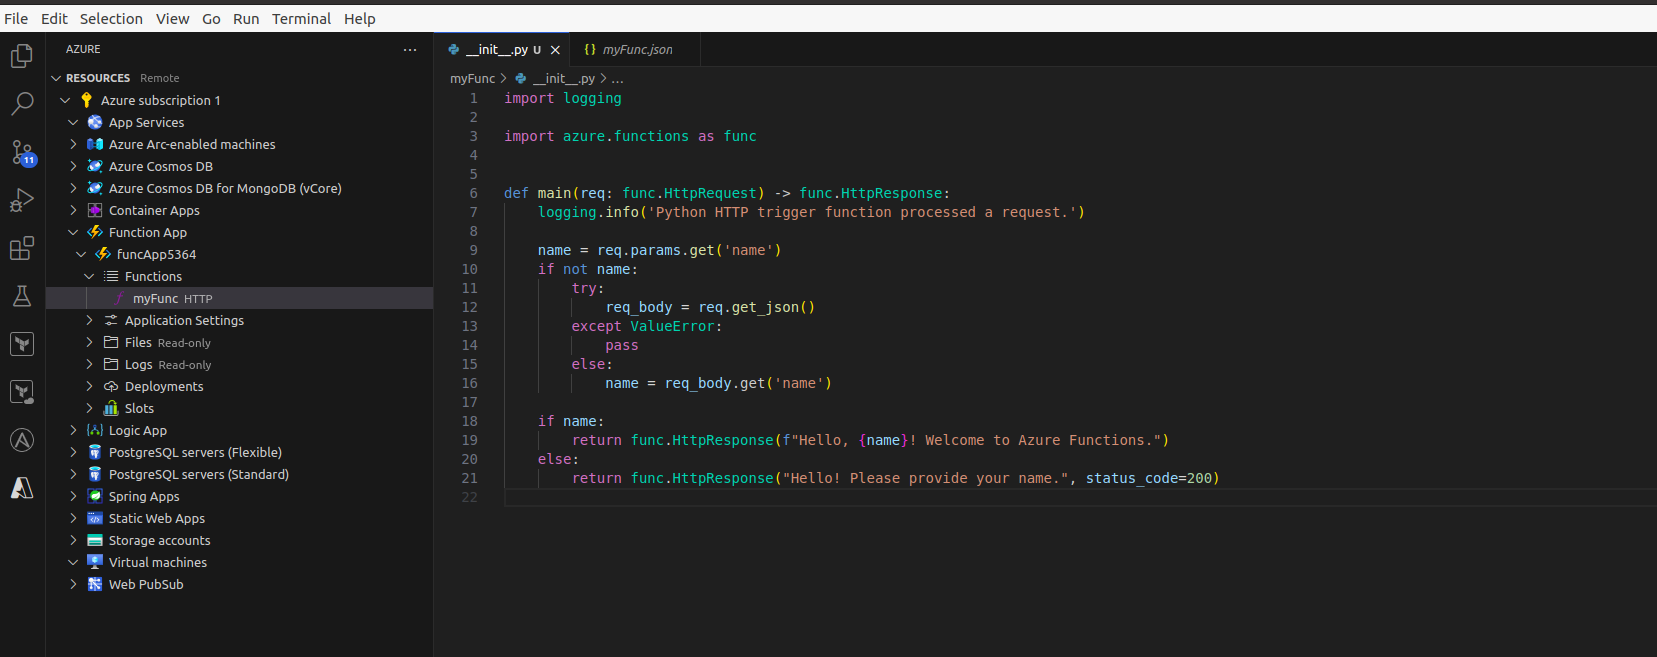 File Edit Selection View Go Run Terminal Help
AZURE ...
RESOURCES Remote
Azure subscription 1
App Services
Azure Arc-enabled machines
Azure Cosmos DB
Azure Cosmos DB for MongoDB (vCore)
Container Apps
Function App
funcApp5364
Functions
myFunc HTTP
Application Settings
Files Read-only
Logs Read-only
Deployments
Slots
Logic App
PostgreSQL servers (Flexible)
PostgreSQL servers (Standard)
Spring Apps
Static Web Apps
Storage accounts
Virtual machines
Web PubSub
11
__init__.py U {} myFunc.json
myFunc > __init__.py > ...
1 import logging
2
3 import azure.functions as func
4
5
6 def main(req: func.HttpRequest) -> func.HttpResponse:
7     logging.info('Python HTTP trigger function processed a request.')
8
9     name = req.params.get('name')
10     if not name:
11         try:
12             req_body = req.get_json()
13         except ValueError:
14             pass
15         else:
16             name = req_body.get('name')
17
18     if name:
19         return func.HttpResponse(f"Hello, {name}! Welcome to Azure Functions.")
20     else:
21         return func.HttpResponse("Hello! Please provide your name.", status_code=200)
22